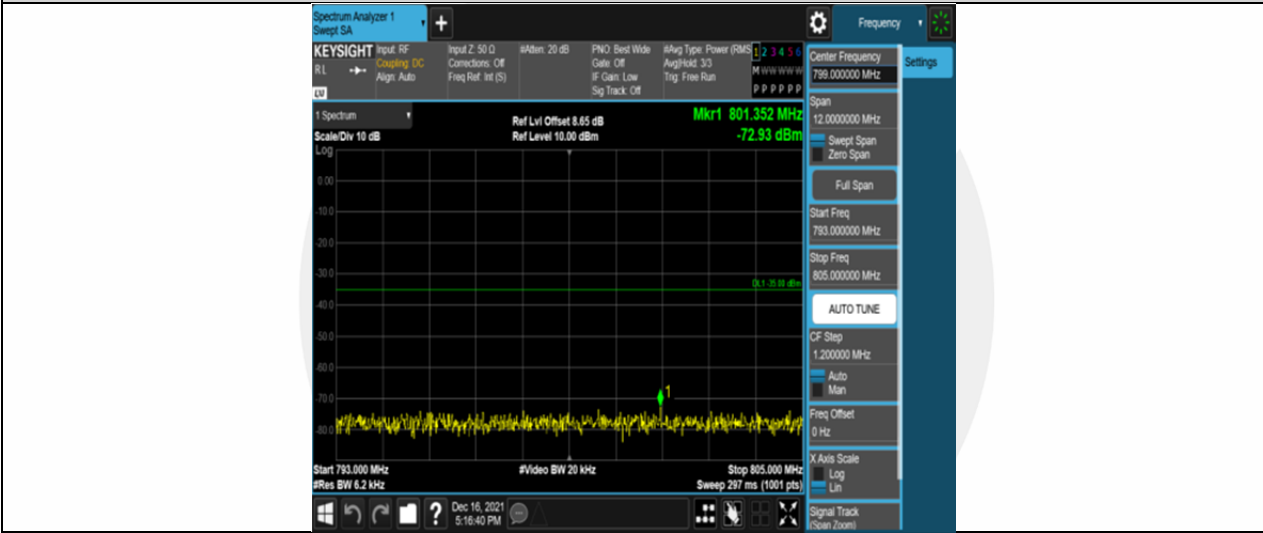 Spectrum Analyzer 1
Swept SA
+
Frequency
KEYSIGHT
Input: RF
Coupling: DC
Align: Auto
Input Z: 50 Ω
Corrections: Off
Freq Ref: Int (S)
#Atten: 20 dB
PNO: Best Wide
Gate: Off
IF Gain: Low
Sig Track: Off
#Avg Type: Power (RMS
Avg|Hold: 3/3
Trig: Free Run
1 2 3 4 5 6
M W W W W W
P P P P P P
R L
LV
Center Frequency
799.000000 MHz
Settings
Span
12.0000000 MHz
Swept Span
Zero Span
Full Span
Start Freq
793.000000 MHz
Stop Freq
805.000000 MHz
AUTO TUNE
CF Step
1.200000 MHz
Auto
Man
Freq Offset
0 Hz
X Axis Scale
Log
Lin
Signal Track
(Span Zoom)
1 Spectrum
Scale/Div 10 dB
Ref Lvl Offset 8.65 dB
Ref Level 10.00 dBm
Mkr1 801.352 MHz
-72.93 dBm
Log
0.00
-10.0
-20.0
-30.0
DL1 -35.00 dBm
-40.0
-50.0
-60.0
-70.0
1
-80.0
Start 793.000 MHz
#Video BW 20 kHz
Stop 805.000 MHz
#Res BW 6.2 kHz
Sweep 297 ms (1001 pts)
?
Dec 16, 2021
5:16:40 PM